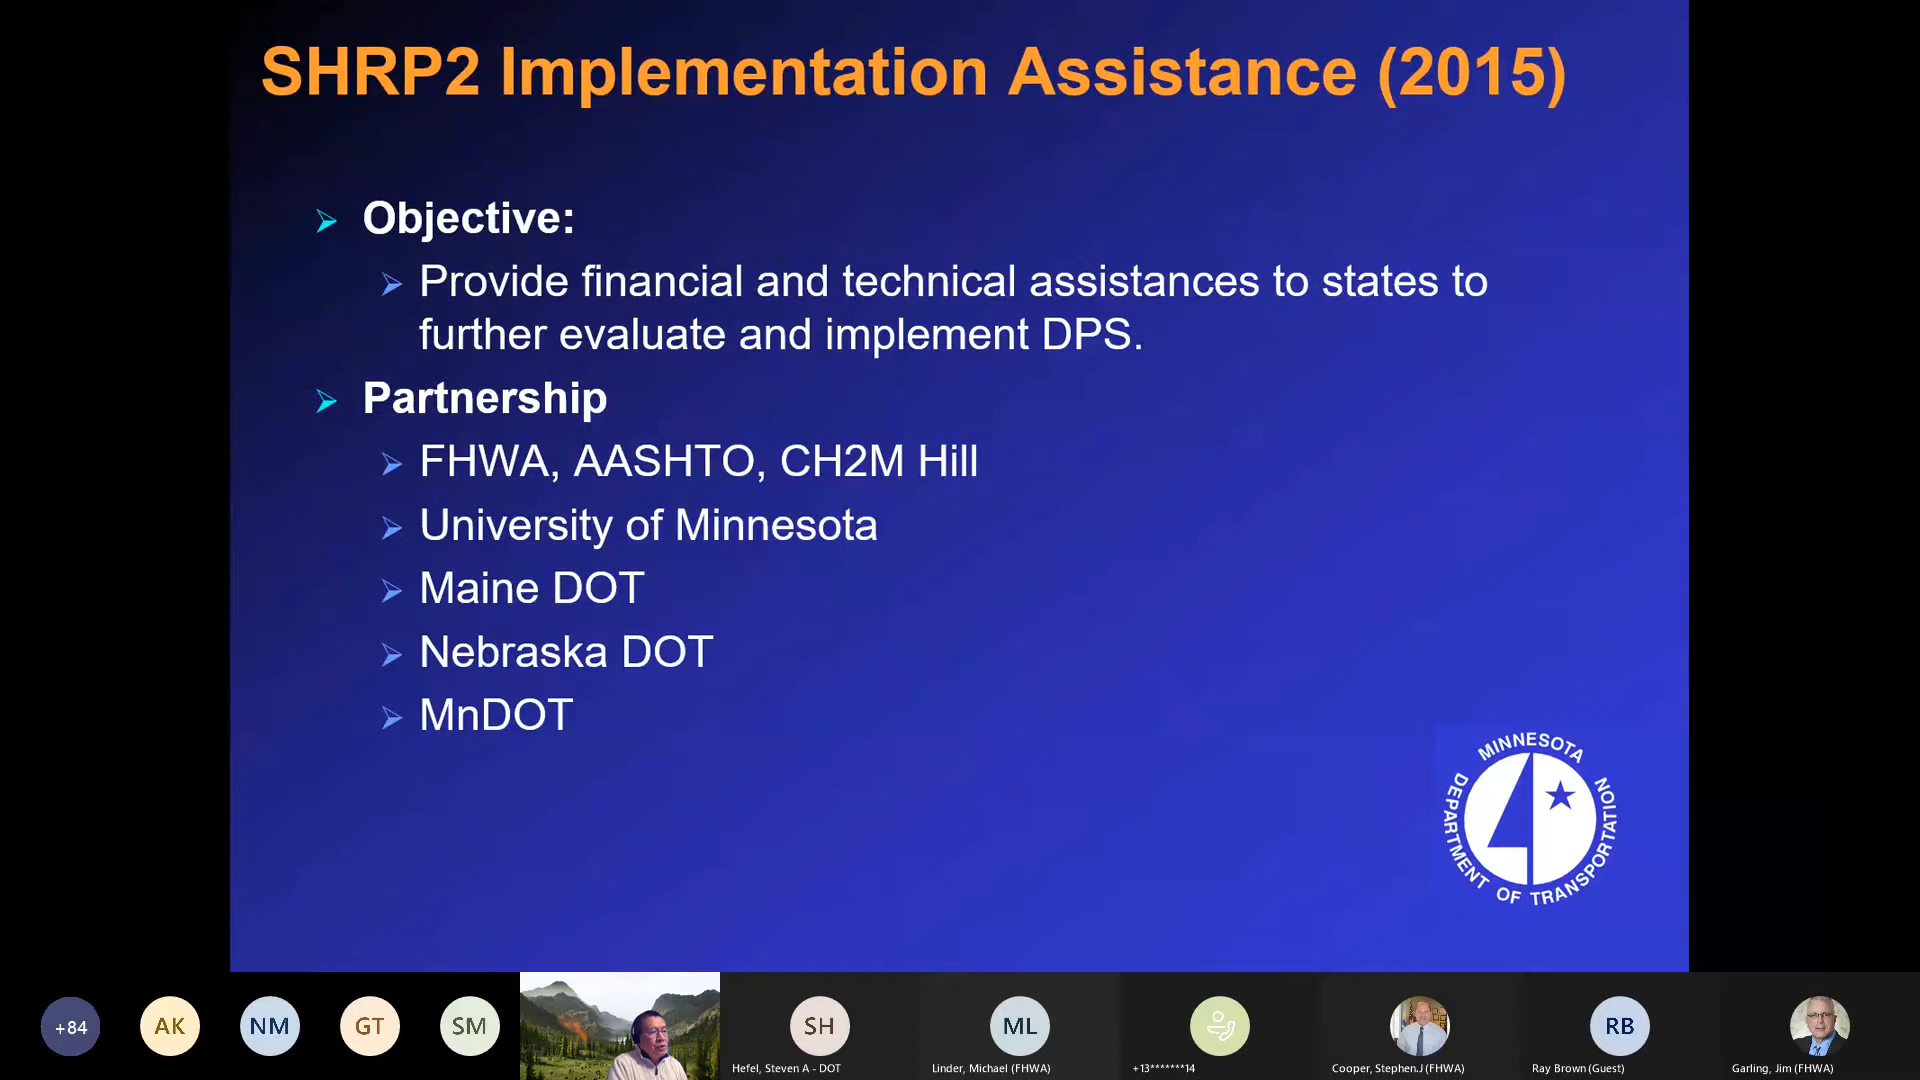 SHRP2 Implementation Assistance (2015)
Objective:
Provide financial and technical assistances to states to
further evaluate and implement DPS.
Partnership
FHWA, AASHTO, CH2M Hill
University of Minnesota
Maine DOT
Nebraska DOT
MnDOT
MINNESOTA
DEPARTMENT OF TRANSPORTATION
+84
AK
NM
GT
SM
SH
Hefel, Steven A - DOT
ML
Linder, Michael (FHWA)
+13*******14
Cooper, Stephen.J (FHWA)
RB
Ray Brown (Guest)
Garling, Jim (FHWA)